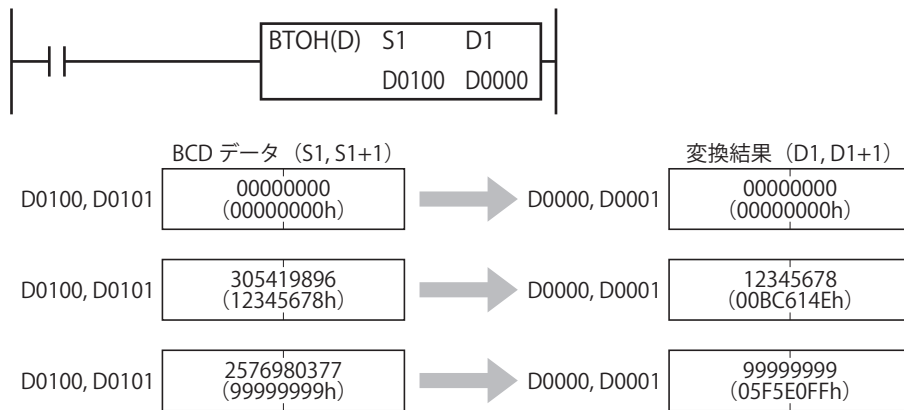 BTOH(D) S1 D1
D0100 D0000
BCD データ（S1, S1+1） 変換結果（D1, D1+1）
D0100, D0101 00000000 D0000, D0001 00000000
（00000000h） （00000000h）
D0100, D0101 305419896 D0000, D0001 12345678
（12345678h） （00BC614Eh）
D0100, D0101 2576980377 D0000, D0001 99999999
（99999999h） （05F5E0FFh）